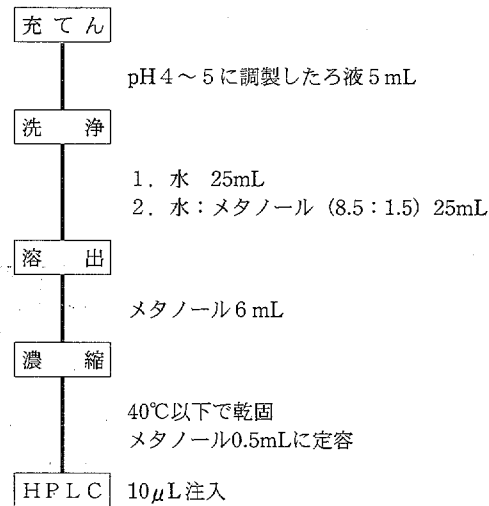 充てん
pH4～5に調製したろ液5mL
洗浄
1．水 25mL
2．水：メタノール（8.5：1.5）25mL
溶出
メタノール6mL
濃縮
40℃以下で乾固
メタノール0.5mLに定容
HPLC 10μL注入